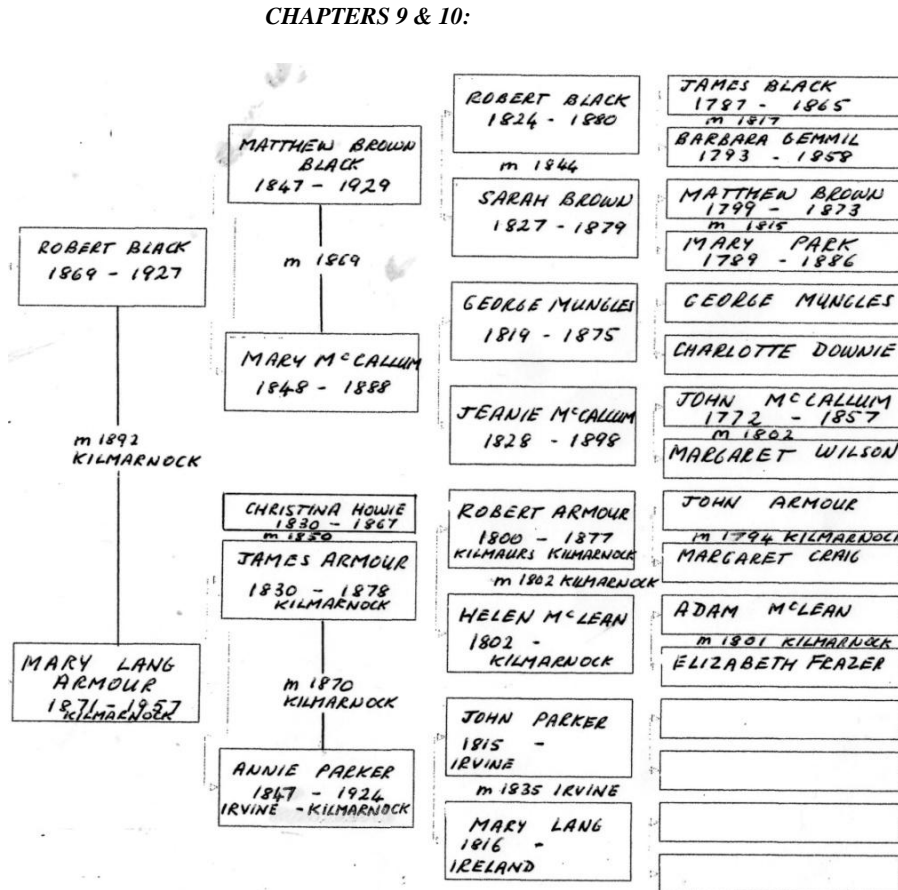 CHAPTERS 9 & 10:
ROBERT BLACK
1869 - 1927
m 1892
KILMARNOCK
MARY LANG
ARMOUR
1871 - 1957
KILMARNOCK
MATTHEW BROWN
BLACK
1847 - 1929
m 1869
MARY McCALLUM
1848 - 1888
CHRISTINA HOWIE
1830 - 1867
m 1850
JAMES ARMOUR
1830 - 1878
KILMARNOCK
m 1870
KILMARNOCK
ANNIE PARKER
1847 - 1924
IRVINE - KILMARNOCK
ROBERT BLACK
1824 - 1880
m 1844
SARAH BROWN
1827 - 1879
GEORGE MUNGLES
1819 - 1875
JEANIE McCALLUM
1828 - 1898
ROBERT ARMOUR
1800 - 1877
KILMAURS KILMARNOCK
m 1802 KILMARNOCK
HELEN McLEAN
1802 -
KILMARNOCK
JOHN PARKER
1815 -
IRVINE
m 1835 IRVINE
MARY LANG
1816 -
IRELAND
JAMES BLACK
1787 - 1865
m 1817
BARBARA GEMMIL
1793 - 1858
MATTHEW BROWN
1799 - 1873
m 1815
MARY PARK
1789 - 1886
GEORGE MUNGLES
CHARLOTTE DOWNIE
JOHN McCALLUM
1772 - 1857
m 1802
MARGARET WILSON
JOHN ARMOUR
m 1794 KILMARNOCK
MARGARET CRAIG
ADAM McLEAN
m 1801 KILMARNOCK
ELIZABETH FRAZER